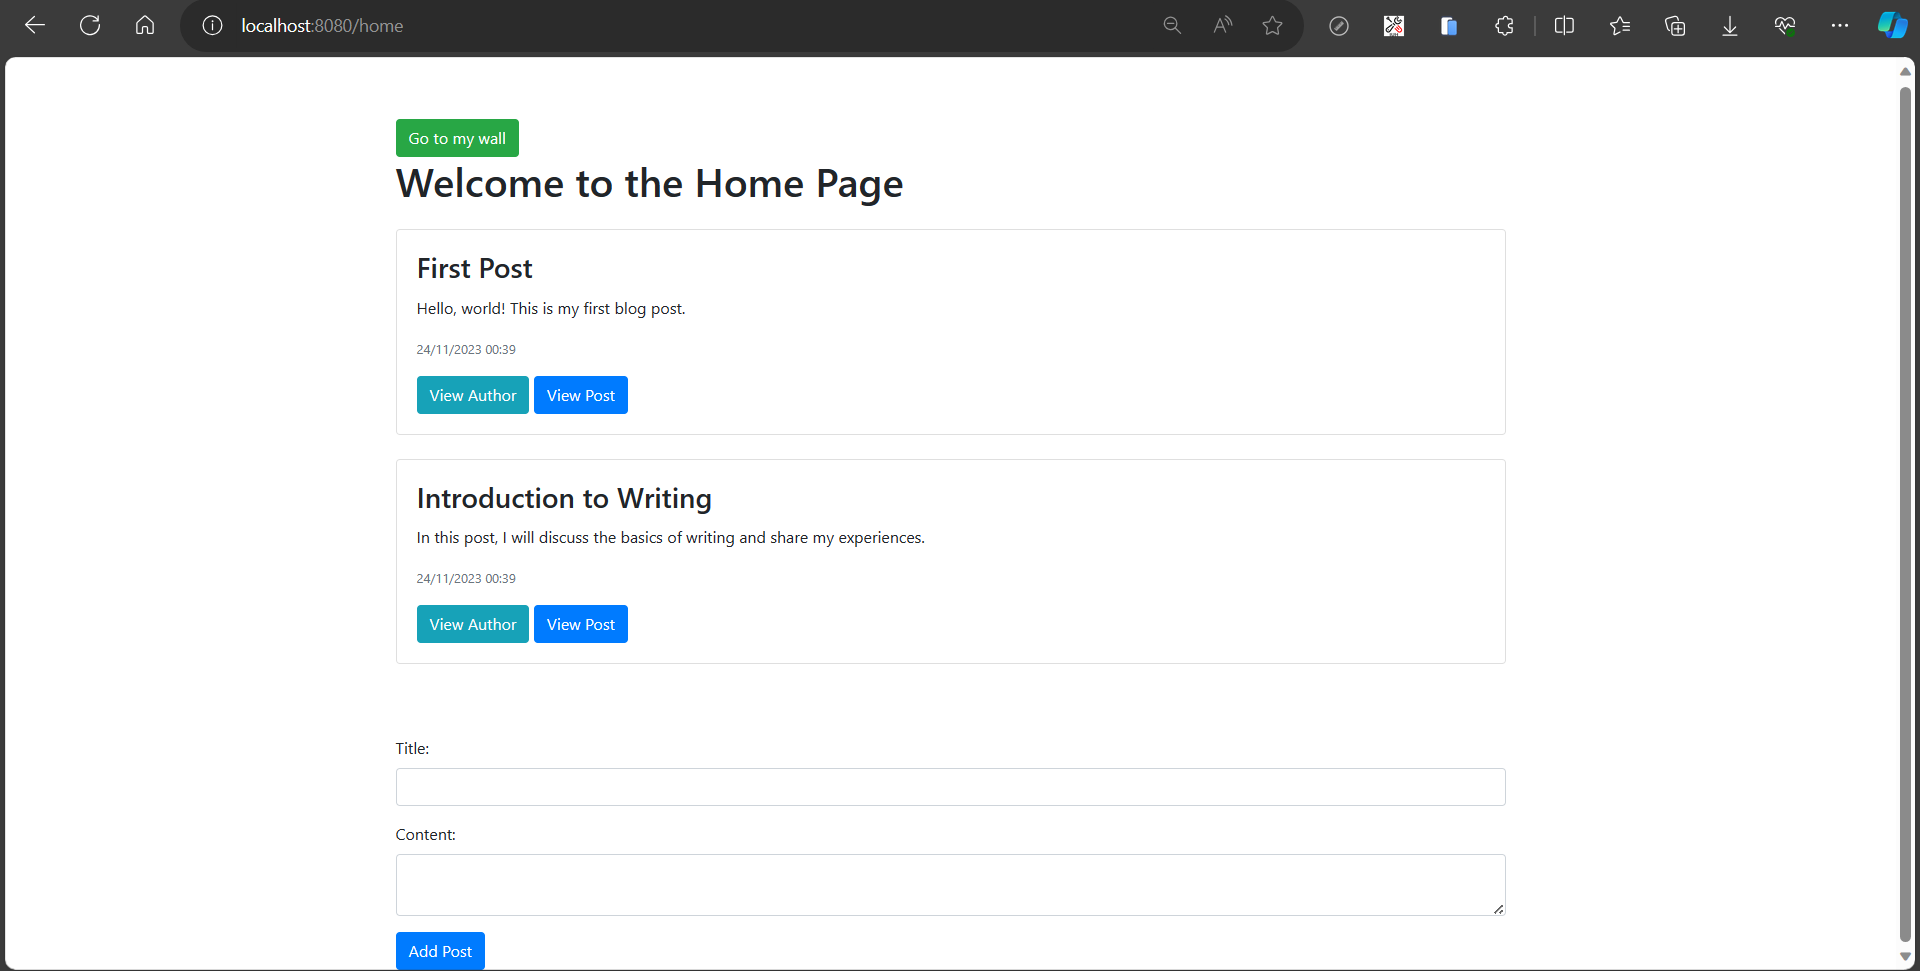 localhost:8080/home
Go to my wall
Welcome to the Home Page
First Post
Hello, world! This is my first blog post.
24/11/2023 00:39
View Author View Post
Introduction to Writing
In this post, I will discuss the basics of writing and share my experiences.
24/11/2023 00:39
View Author View Post
Title:
Content:
Add Post